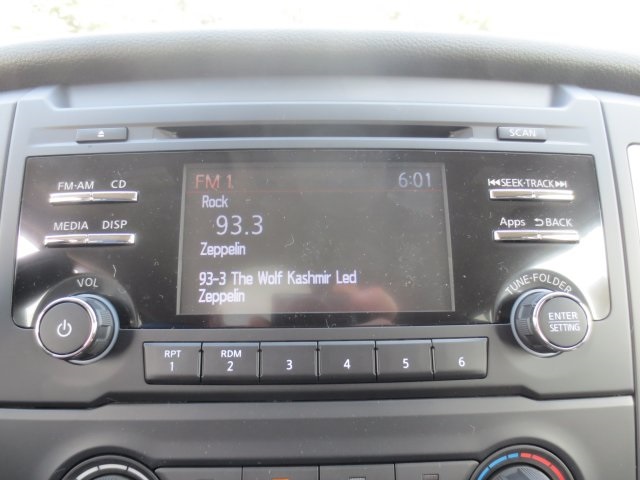 SCAN
FM-AM CD
MEDIA DISP
VOL
FM 1 6:01
Rock
93.3
Zeppelin
93-3 The Wolf Kashmir Led
Zeppelin
SEEK·TRACK
Apps BACK
TUNE·FOLDER
ENTER
SETTING
RPT
1
RDM
2
3
4
5
6